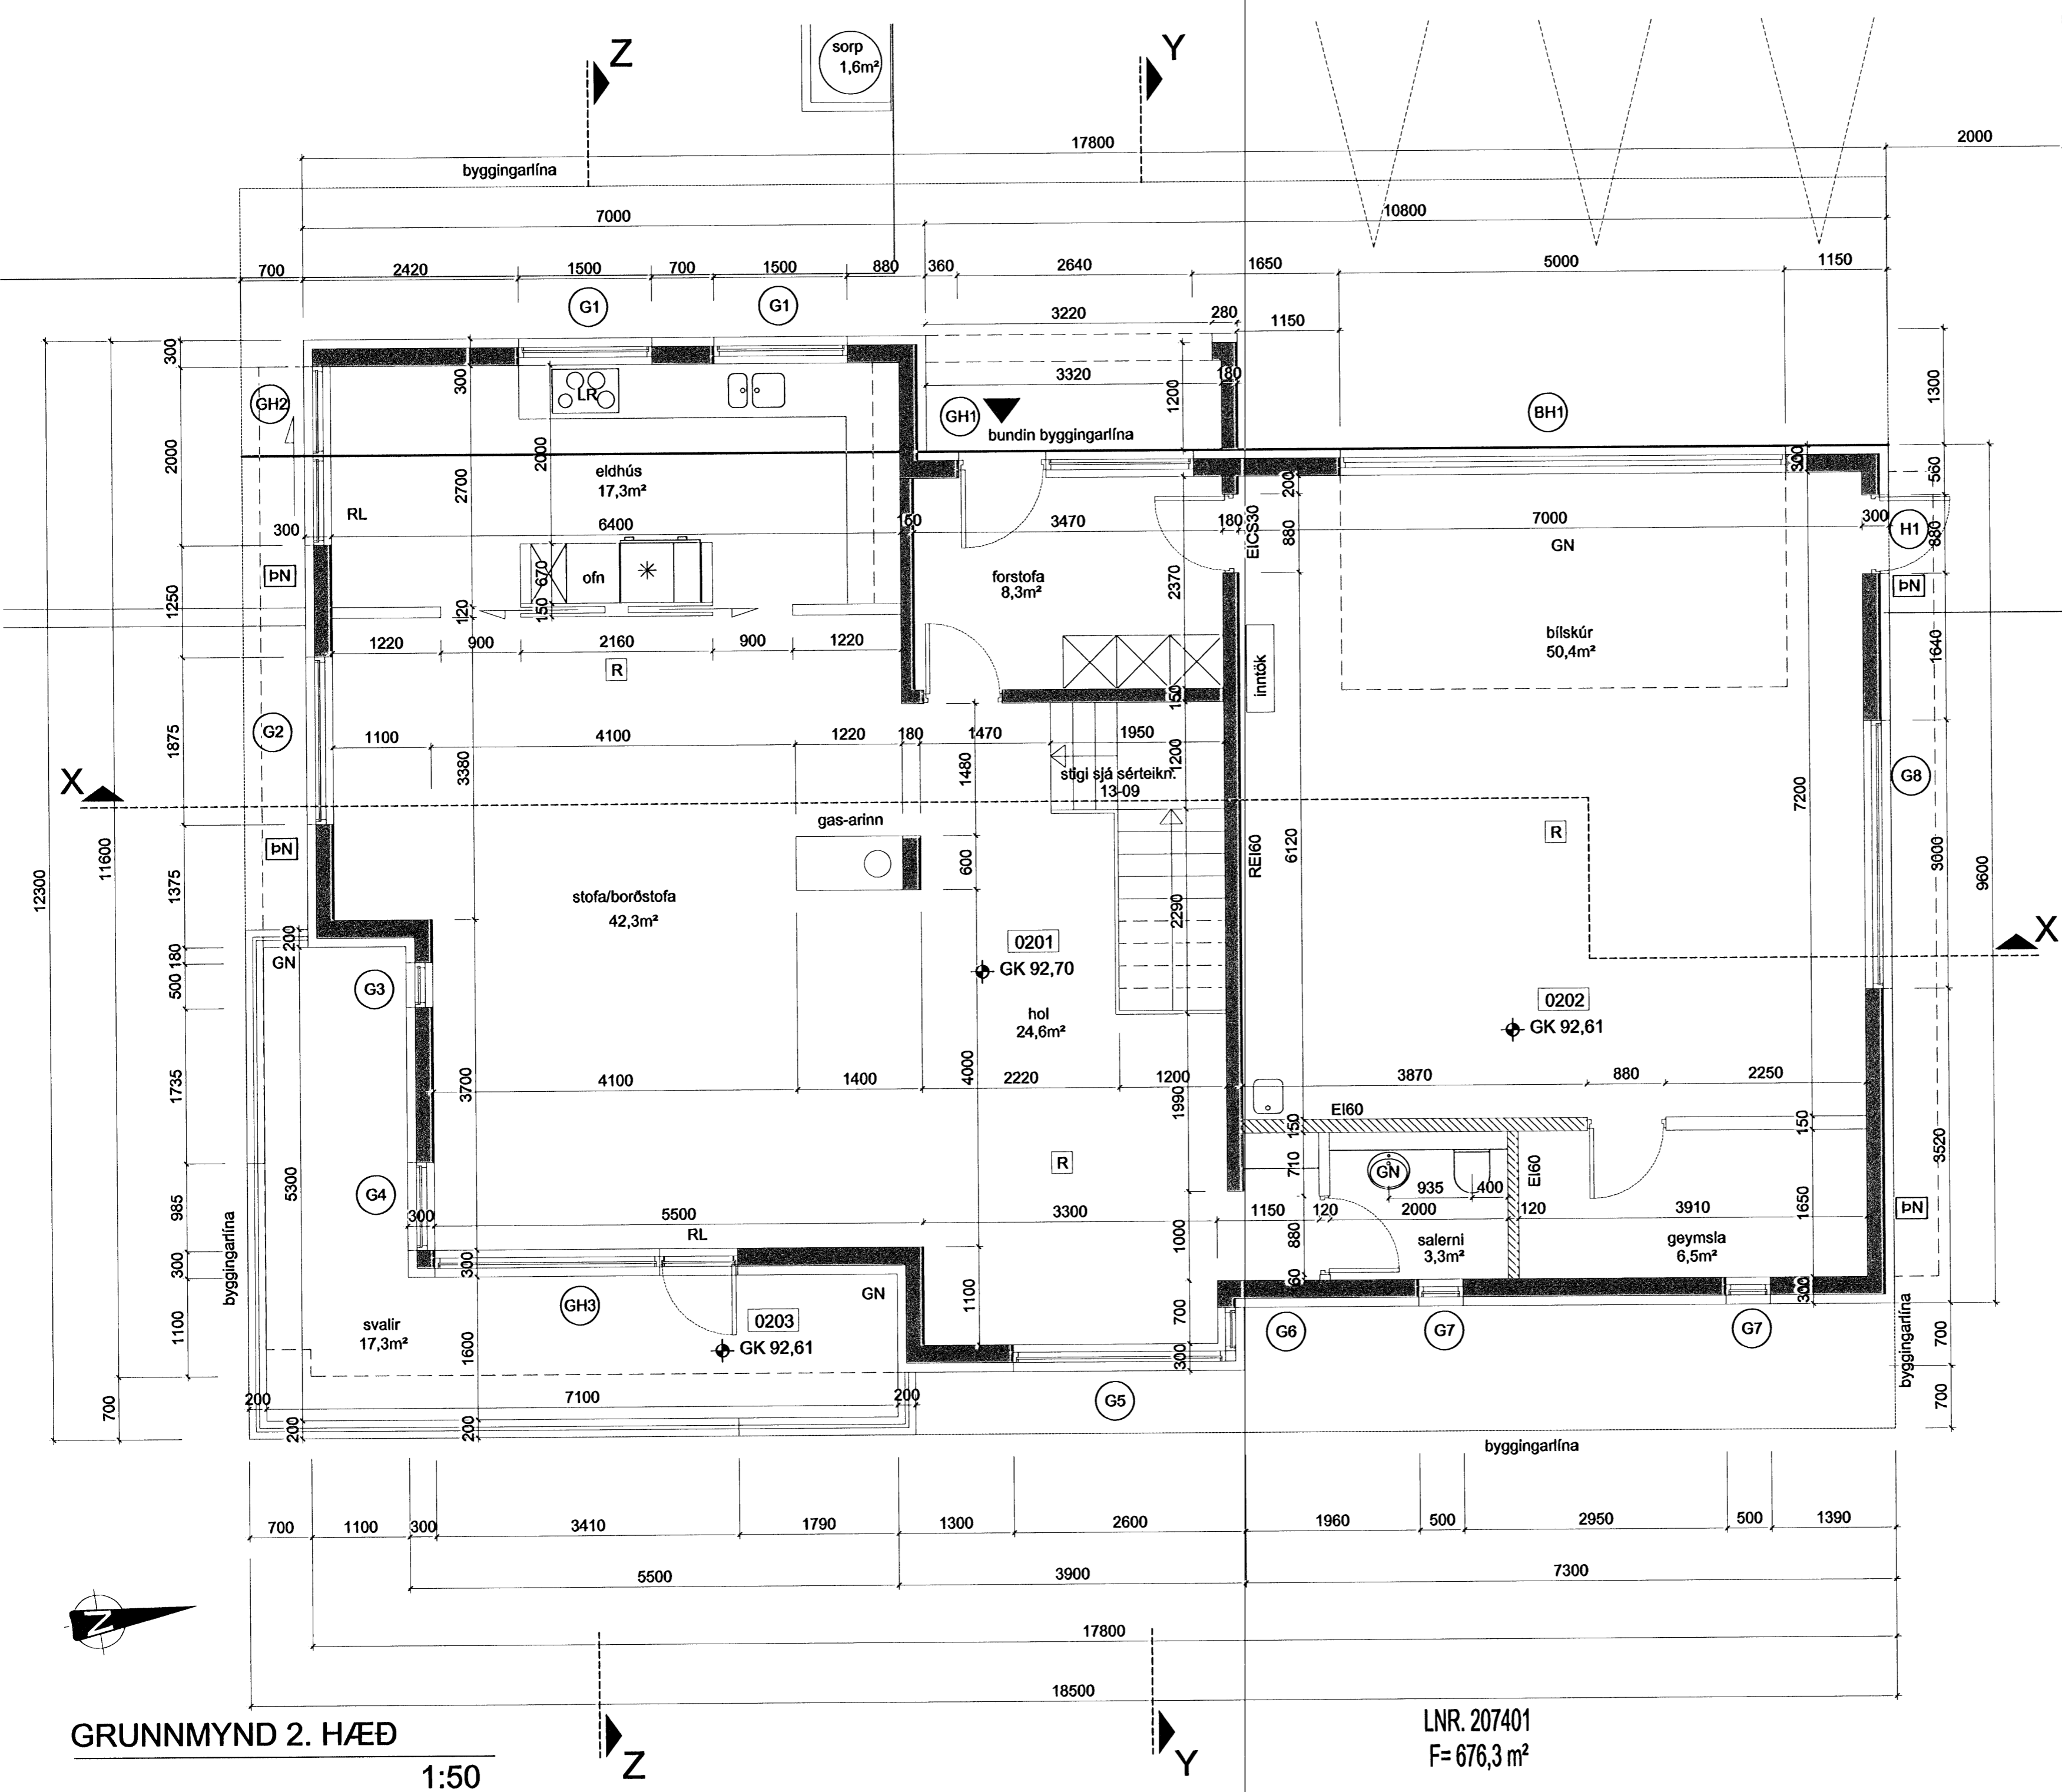 Z
sorp
1,6m²
Y
17800
2000
byggingarlína
7000
10800
700
2420
1500
700
1500
880
360
2640
1650
5000
1150
G1
G1
3220
280
1150
300
300
3320
180
1200
1300
GH2
LR
GH1
BH1
bundin byggingarlína
2000
2700
2000
eldhús
17,3m²
200
300
560
RL
300
6400
160
3470
180
EICS30
880
7000
300
H1
880
GN
ÞN
ofn
670
forstofa
8,3m²
2370
ÞN
1250
120
150
bílskúr
50,4m²
1640
1220
900
2160
900
1220
R
inntök
150
G2
1875
1100
4100
1220
180
1470
1950
3380
1480
1200
stigi sjá sérteikn.
13-09
G8
7200
X
gas-arinn
R
12300
11600
ÞN
600
REI60
6120
3600
9600
1375
stofa/borðstofa
42,3m²
2290
200
0201
X
GN
180
GK 92,70
500
G3
0202
hol
24,6m²
GK 92,61
1735
3700
4100
1400
4000
2220
1200
1990
3870
880
2250
EI60
150
150
R
710
GN
EI60
3520
5300
G4
985
935
400
ÞN
300
5500
3300
1150
120
2000
120
3910
1650
RL
1000
880
salerni
3,3m²
geymsla
6,5m²
byggingarlína
300
300
60
300
GH3
GN
1100
1100
700
svalir
17,3m²
0203
GK 92,61
1600
G6
G7
G7
700
byggingarlína
300
200
7100
200
G5
700
700
200
200
byggingarlína
700
1100
300
3410
1790
1300
2600
1960
500
2950
500
1390
5500
3900
7300
N
17800
18500
GRUNNMYND 2. HÆÐ
1:50
Z
Y
LNR. 207401
F= 676,3 m²